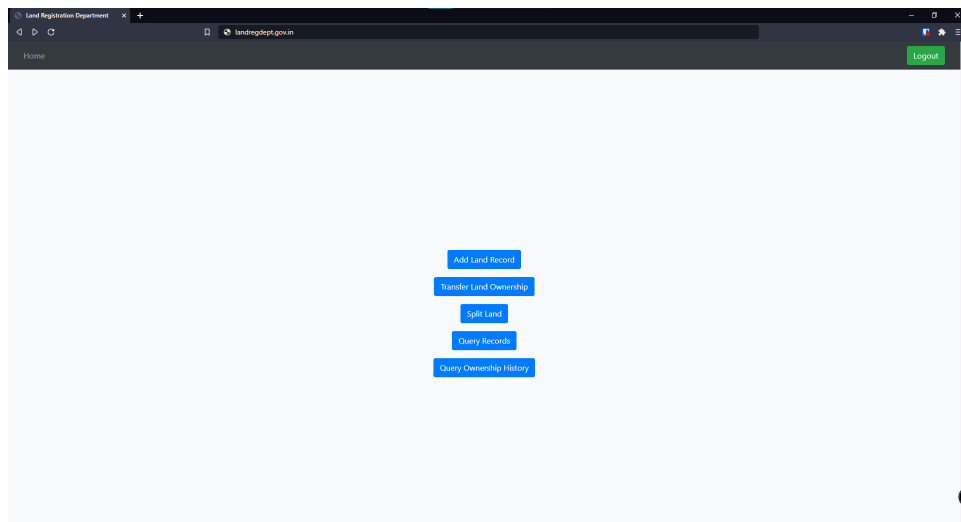 Land Registration Department
landregdept.gov.in
Home
Logout
Add Land Record
Transfer Land Ownership
Split Land
Query Records
Query Ownership History